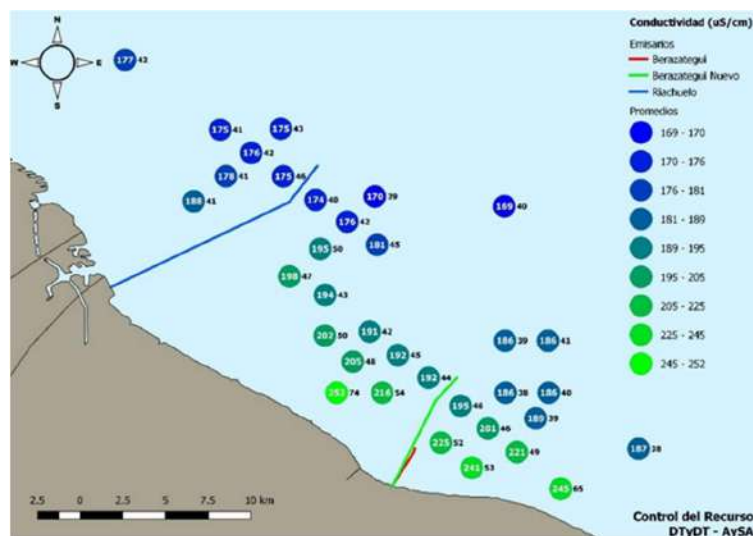 Conductividad (uS/cm)
N
Emisarios
W E
Berazategui
177 42
Berazategui Nuevo
S
Riachuelo
Promedios
175 41 175 43
169 - 170
176 42
170 - 176
178 41 175 46
176 - 181
188 41 174 40 170 39 169 40
181 - 189
176 42
195 50 181 45
189 - 195
198 47
195 - 205
194 43
205 - 225
202 50 191 42 186 39 186 41
225 - 245
205 48 192 45
245 - 252
192 44
252 74 216 54 186 38 186 40
195 46 189 39
201 46
225 52 221 49 187 38
241 53
245 65
2.5 0 2.5 5 7.5 10 km
Control del Recurso
DTyDT - AySA